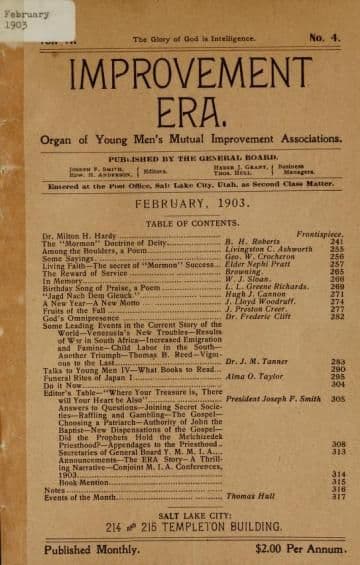 February
1903
The Glory of God is Intelligence.
No. 4.
IMPROVEMENT
ERA.
Organ of Young Men's Mutual Improvement Associations.
PUBLISHED BY THE GENERAL BOARD.
Joseph F. Smith, Edw. H. Anderson, Editors. Heber J. Grant, Thos. Hull, Business Managers.
Entered at the Post Office, Salt Lake City, Utah, as Second Class Matter.
FEBRUARY, 1903.
TABLE OF CONTENTS.
Dr. Milton H. Hardy Frontispiece.
The "Mormon" Doctrine of Deity B. H. Roberts 241
Among the Boulders, a Poem Livingston C. Ashworth 255
Some Sayings Geo. W. Crocheron 256
Living Faith—The secret of "Mormon" Success Elder Nephi Pratt 257
The Reward of Service Browning. 265
In Memory W. J. Sloan. 268
Birthday Song of Praise, a Poem L. L. Greene Richards. 269
"Jagd Nach Dem Glueck" Hugh J. Cannon 271
A New Year—A New Motto J. Lloyd Woodruff. 274
Fruits of the Fall J. Preston Creer. 277
God's Omnipresence Dr. Frederic Clift 282
Some Leading Events in the Current Story of the
World—Venezuela's New Troubles—Results
of War in South Africa—Increased Emigration
and Famine—Child Labor in the South—
Another Triumph—Thomas B. Reed—Vigorous
to the Last Dr. J. M. Tanner 283
Talks to Young Men IV—What Books to Read 290
Funeral Rites of Japan I Alma O. Taylor 295
Do it Now 304
Editor's Table—"Where Your Treasure is, There
will Your Heart be Also" President Joseph F. Smith 305
Answers to Questions—Joining Secret Societies—Raffling
and Gambling—The Gospel—
Choosing a Patriarch—Authority of John the
Baptist—New Dispensations of the Gospel—
Did the Prophets Hold the Melchizedek
Priesthood?—Appendages to the Priesthood 308
Secretaries of General Board Y. M. M. I. A. 313
Announcements—The ERA Story—A Thrilling
Narrative—Conjoint M. I. A. Conferences,
1903 314
Book Mention 315
Notes 316
Events of the Month Thomas Hull 317
SALT LAKE CITY:
214 AND 215 TEMPLETON BUILDING.
Published Monthly. $2.00 Per Annum.